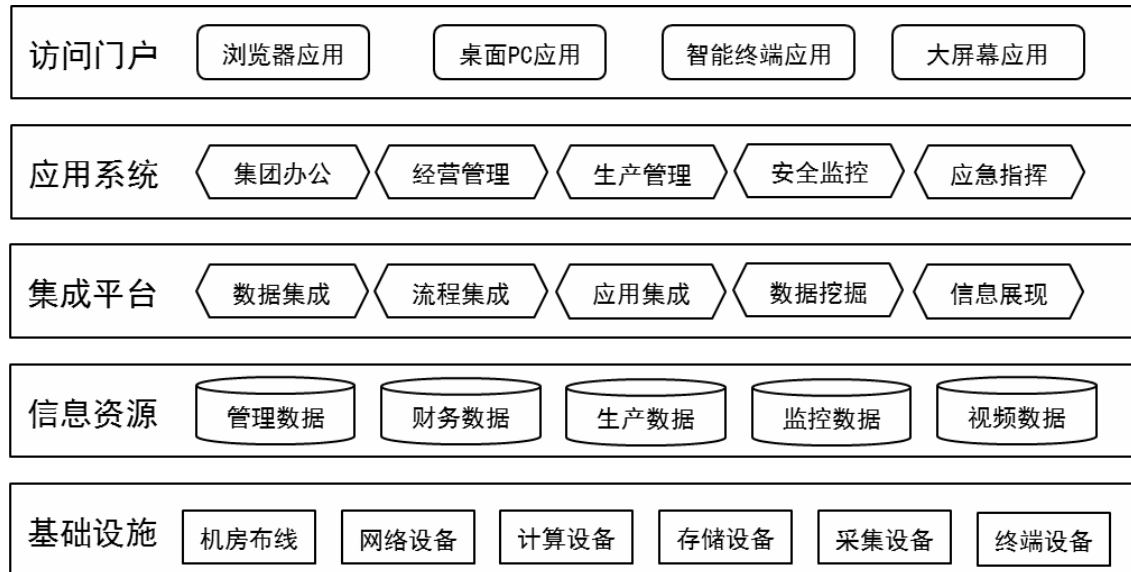 访问门户 浏览器应用 桌面PC应用 智能终端应用 大屏幕应用
应用系统 集团办公 经营管理 生产管理 安全监控 应急指挥
集成平台 数据集成 流程集成 应用集成 数据挖掘 信息展现
信息资源 管理数据 财务数据 生产数据 监控数据 视频数据
基础设施 机房布线 网络设备 计算设备 存储设备 采集设备 终端设备